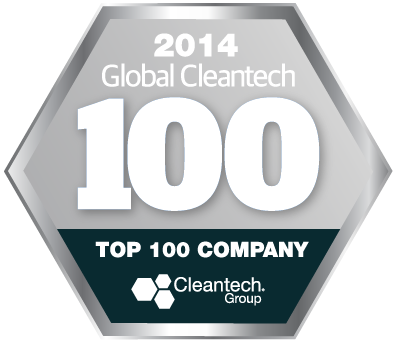 2014
Global Cleantech
100
TOP 100 COMPANY
Cleantech®
Group